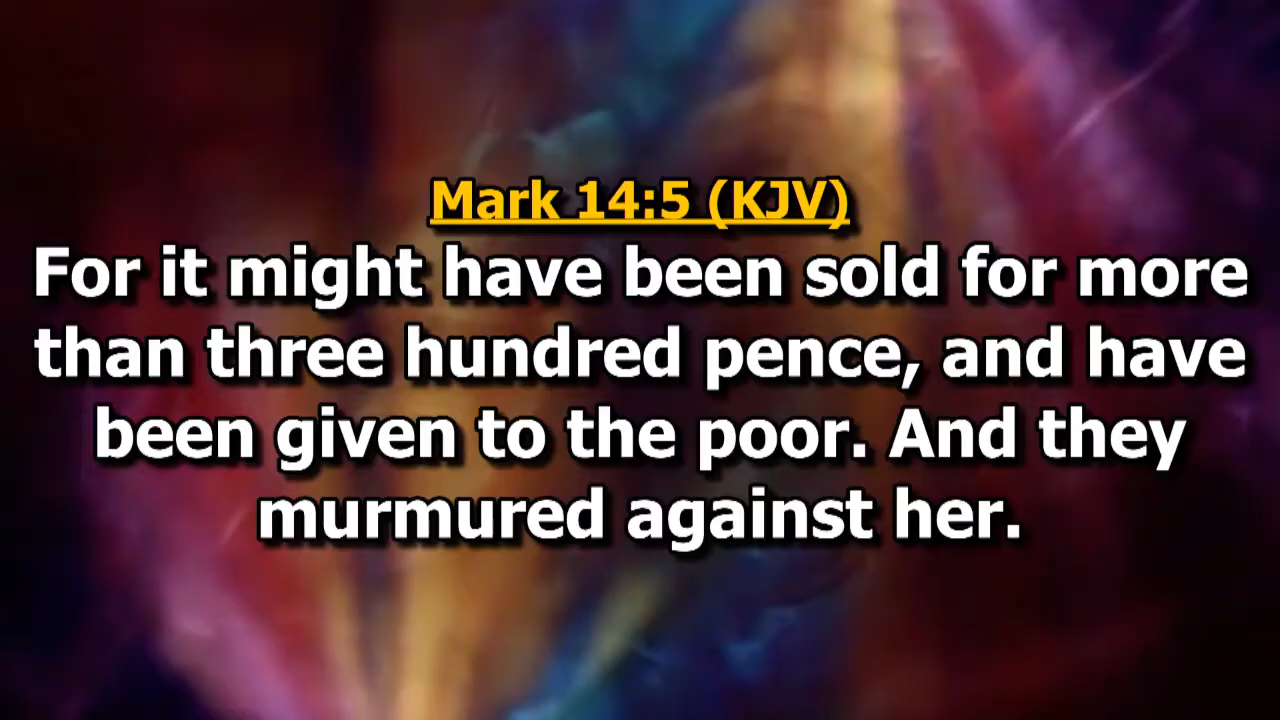 Mark 14:5 (KJV)
For it might have been sold for more
than three hundred pence, and have
been given to the poor. And they
murmured against her.